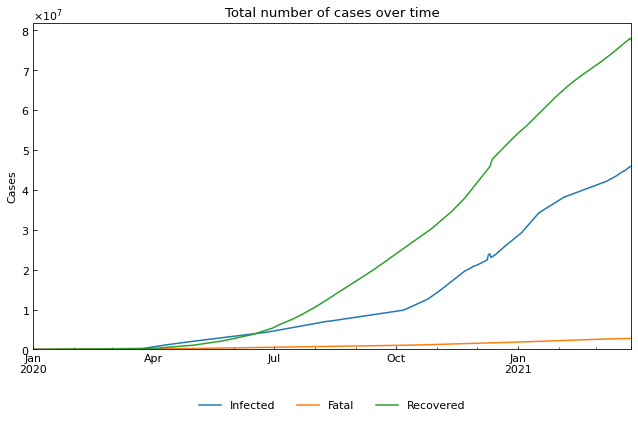 Total number of cases over time
×10⁷
8
7
6
5
4
3
2
1
0
Cases
Jan Apr Jul Oct Jan
2020 2021
Infected Fatal Recovered